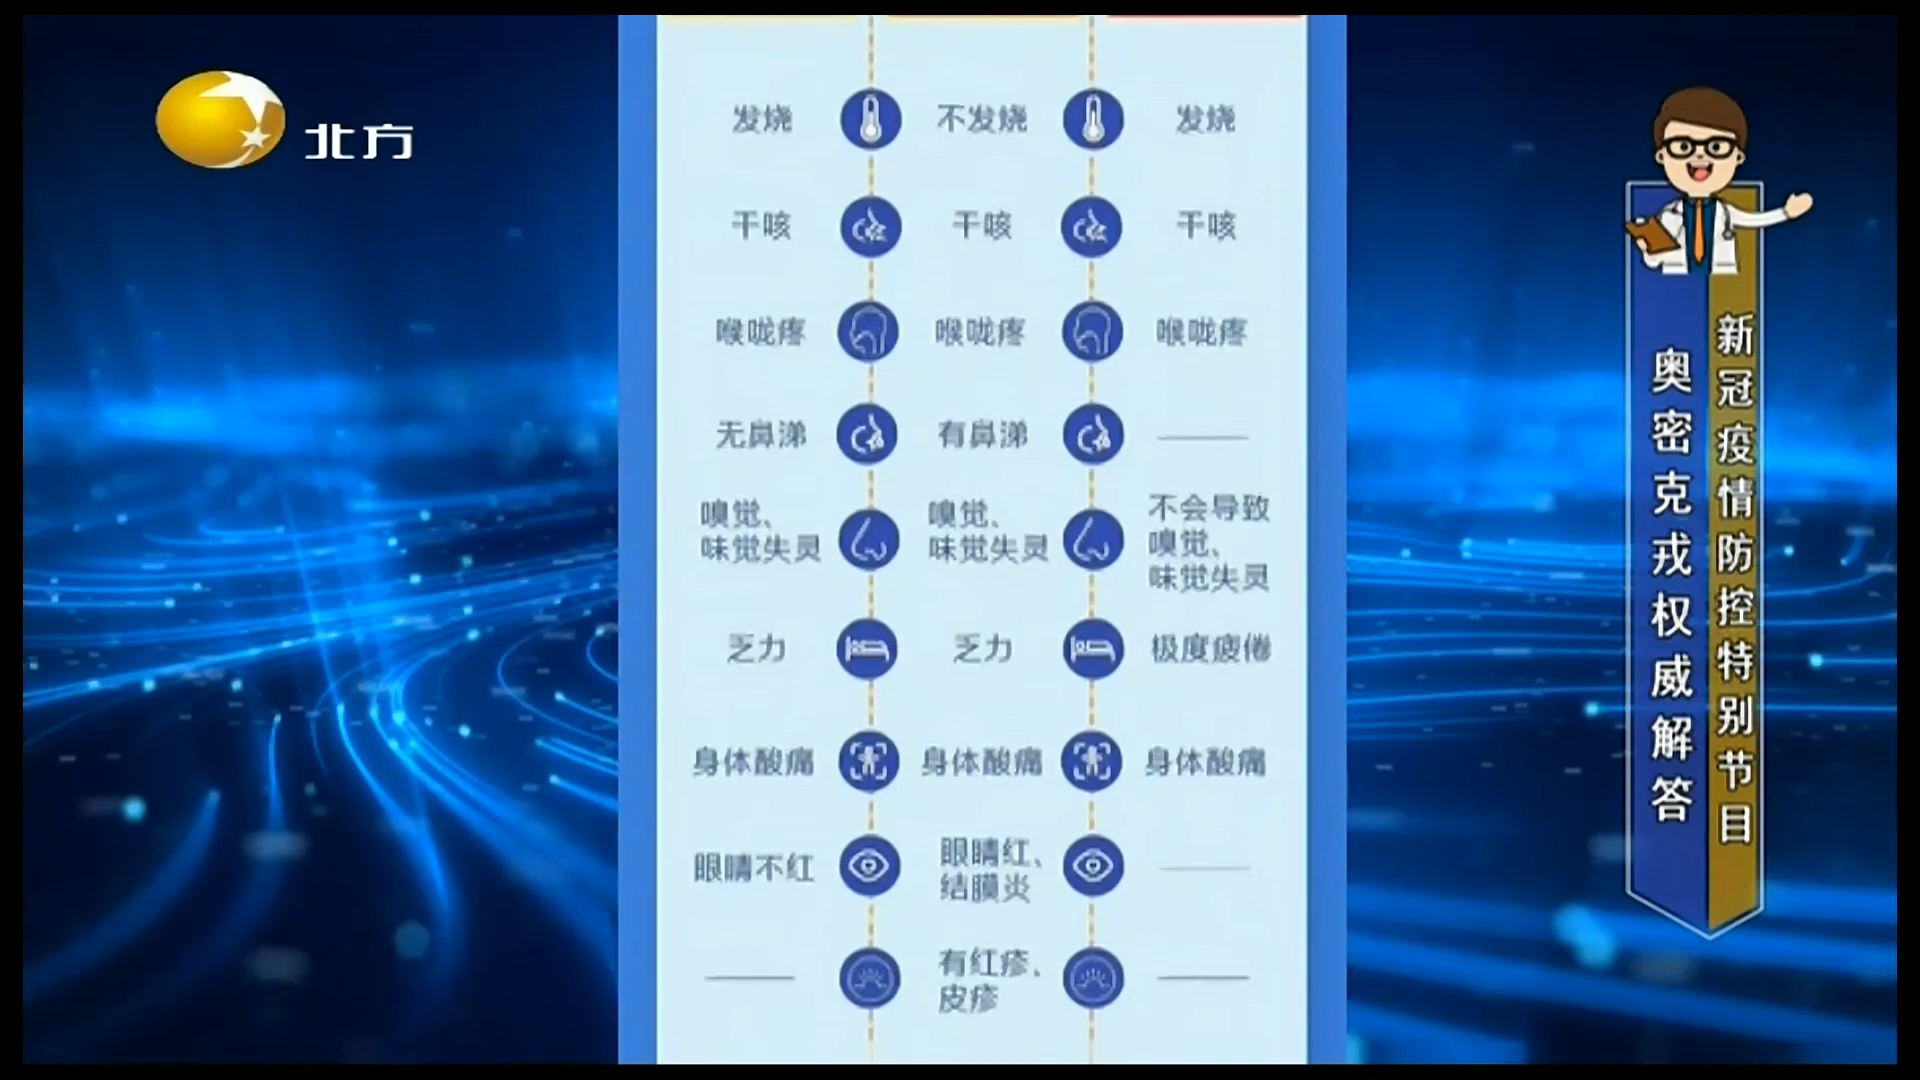 北方
发烧 不发烧 发烧
干咳 干咳 干咳
喉咙疼 喉咙疼 喉咙疼
无鼻涕 有鼻涕
嗅觉、
味觉失灵
嗅觉、
味觉失灵
不会导致
嗅觉、
味觉失灵
乏力 乏力 极度疲倦
身体酸痛 身体酸痛 身体酸痛
眼睛不红
眼睛红、
结膜炎
有红疹、
皮疹
新冠疫情防控特别节目
奥密克戎权威解答